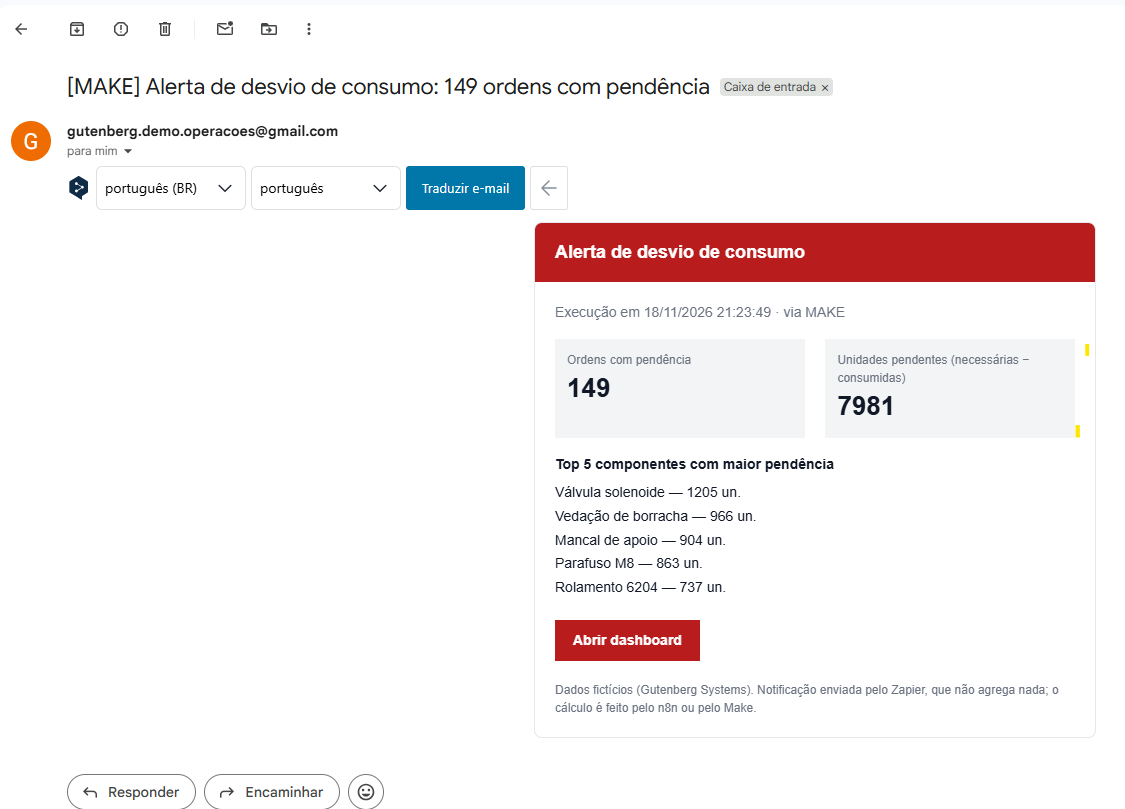 [MAKE] Alerta de desvio de consumo: 149 ordens com pendência Caixa de entrada ×
G
gutenberg.demo.operacoes@gmail.com
para mim
português (BR) português Traduzir e-mail
Alerta de desvio de consumo
Execução em 18/11/2026 21:23:49 · via MAKE
Ordens com pendência
149
Unidades pendentes (necessárias −
consumidas)
7981
Top 5 componentes com maior pendência
Válvula solenoide — 1205 un.
Vedação de borracha — 966 un.
Mancal de apoio — 904 un.
Parafuso M8 — 863 un.
Rolamento 6204 — 737 un.
Abrir dashboard
Dados fictícios (Gutenberg Systems). Notificação enviada pelo Zapier, que não agrega nada; o
cálculo é feito pelo n8n ou pelo Make.
Responder Encaminhar